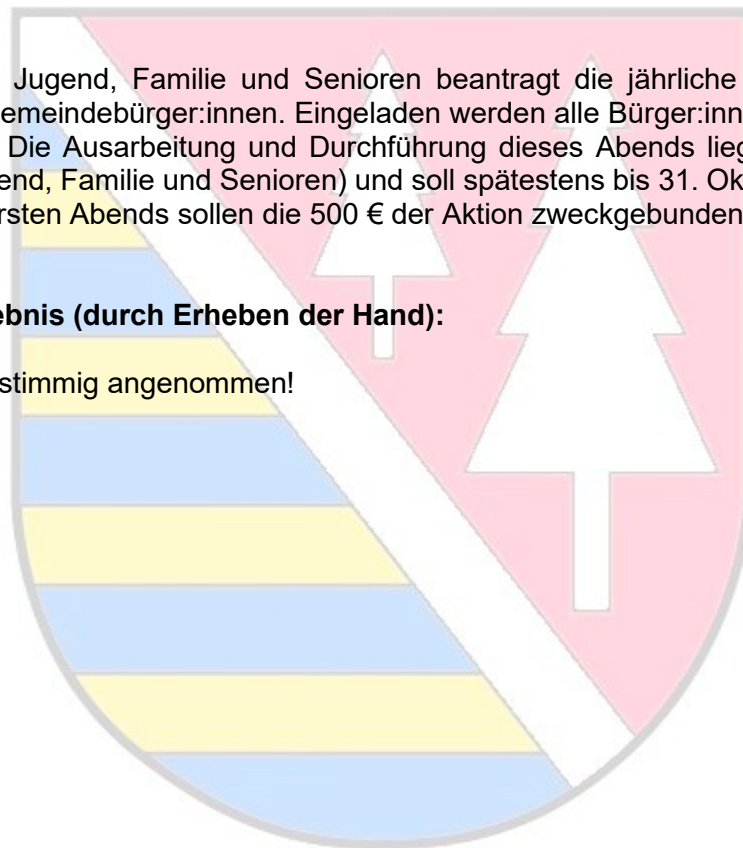 Jugend, Familie und Senioren beantragt die jährliche
emeindebürger:innen. Eingeladen werden alle Bürger:inn
Die Ausarbeitung und Durchführung dieses Abends lieg
end, Familie und Senioren) und soll spätestens bis 31. Ok
rsten Abends sollen die 500 € der Aktion zweckgebunden
ebnis (durch Erheben der Hand):
stimmig angenommen!